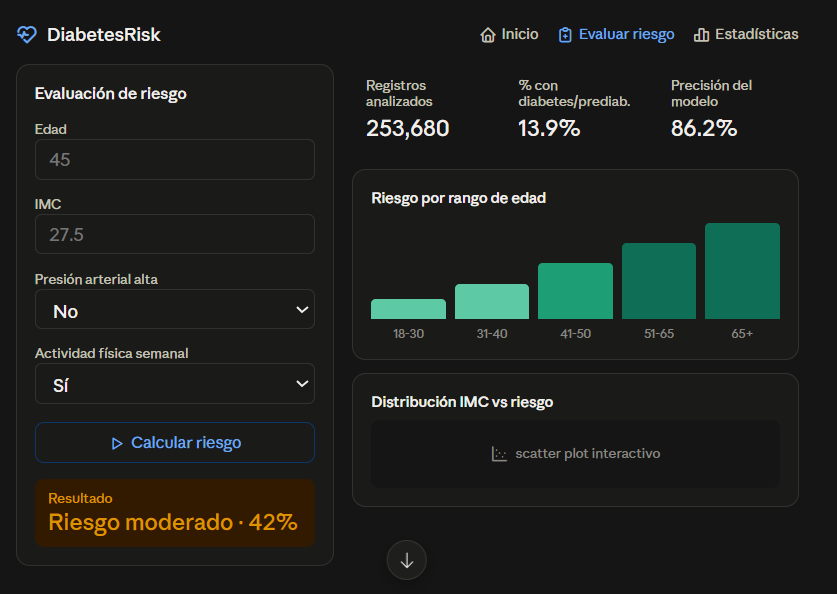 DiabetesRisk
Inicio
Evaluar riesgo
Estadísticas
Evaluación de riesgo
Edad
45
IMC
27.5
Presión arterial alta
No
Actividad física semanal
Sí
Calcular riesgo
Resultado
Riesgo moderado · 42%
Registros
analizados
253,680
% con
diabetes/prediab.
13.9%
Precisión del
modelo
86.2%
Riesgo por rango de edad
18-30
31-40
41-50
51-65
65+
Distribución IMC vs riesgo
scatter plot interactivo